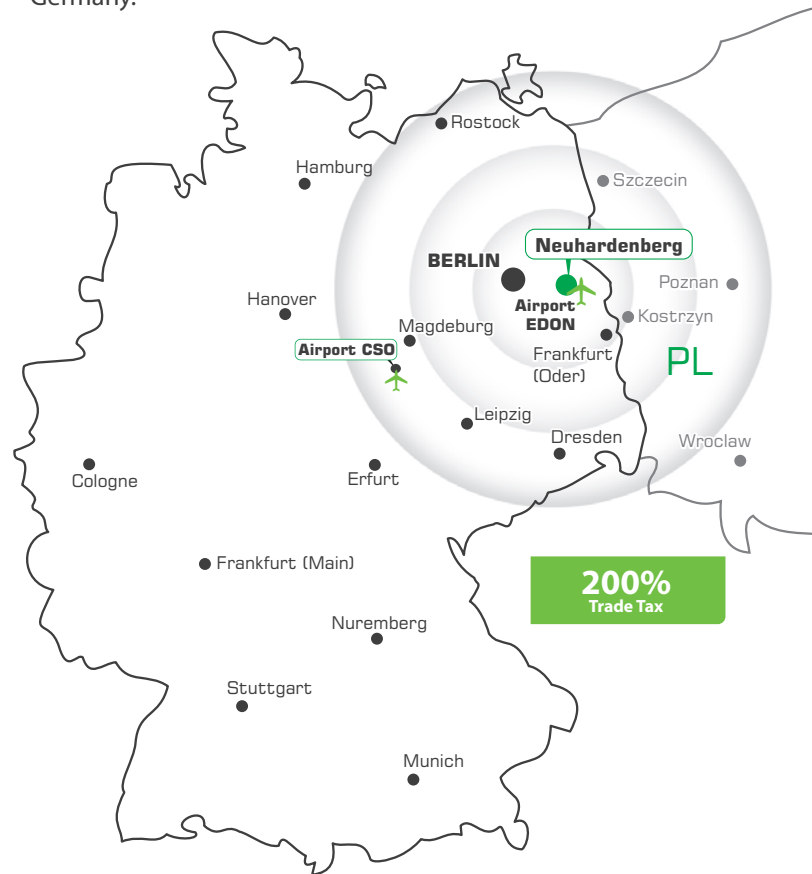 Germany.
Rostock
Hamburg
Szczecin
Neuhardenberg
BERLIN
Poznan
Airport
EDON
Hanover
Kostrzyn
Magdeburg
Airport CSO
Frankfurt
(Oder)
PL
Leipzig
Dresden
Wroclaw
Cologne
Erfurt
Frankfurt (Main)
200%
Trade Tax
Nuremberg
Stuttgart
Munich